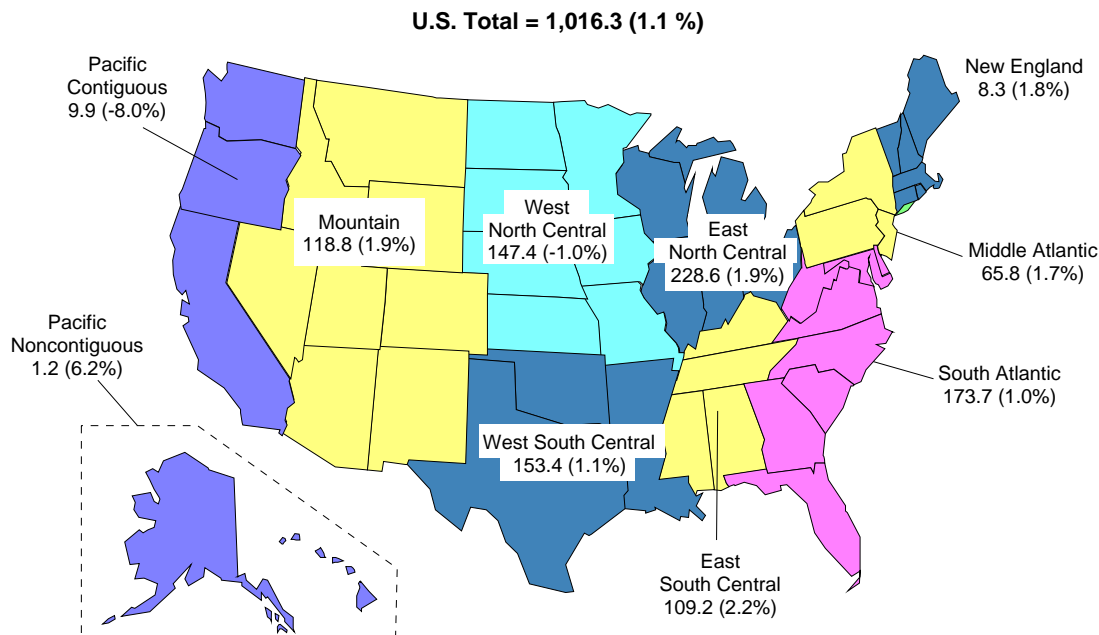 U.S. Total = 1,016.3 (1.1 %)
Pacific
Contiguous
9.9 (-8.0%)
New England
8.3 (1.8%)
Mountain
118.8 (1.9%)
West
North Central
147.4 (-1.0%)
East
North Central
228.6 (1.9%)
Middle Atlantic
65.8 (1.7%)
Pacific
Noncontiguous
1.2 (6.2%)
South Atlantic
173.7 (1.0%)
West South Central
153.4 (1.1%)
East
South Central
109.2 (2.2%)